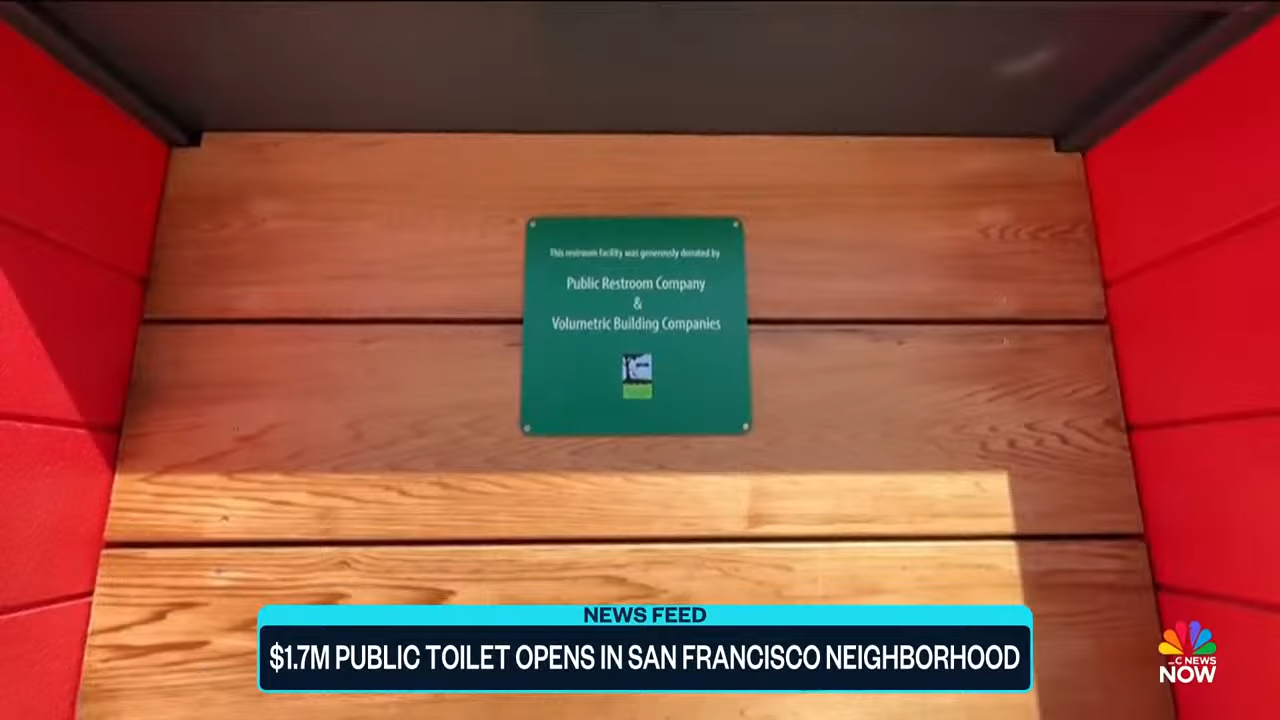 This restroom facility was generously donated by
Public Restroom Company
&
Volumetric Building Companies
NEWS FEED
$1.7M PUBLIC TOILET OPENS IN SAN FRANCISCO NEIGHBORHOOD
C NEWS
NOW